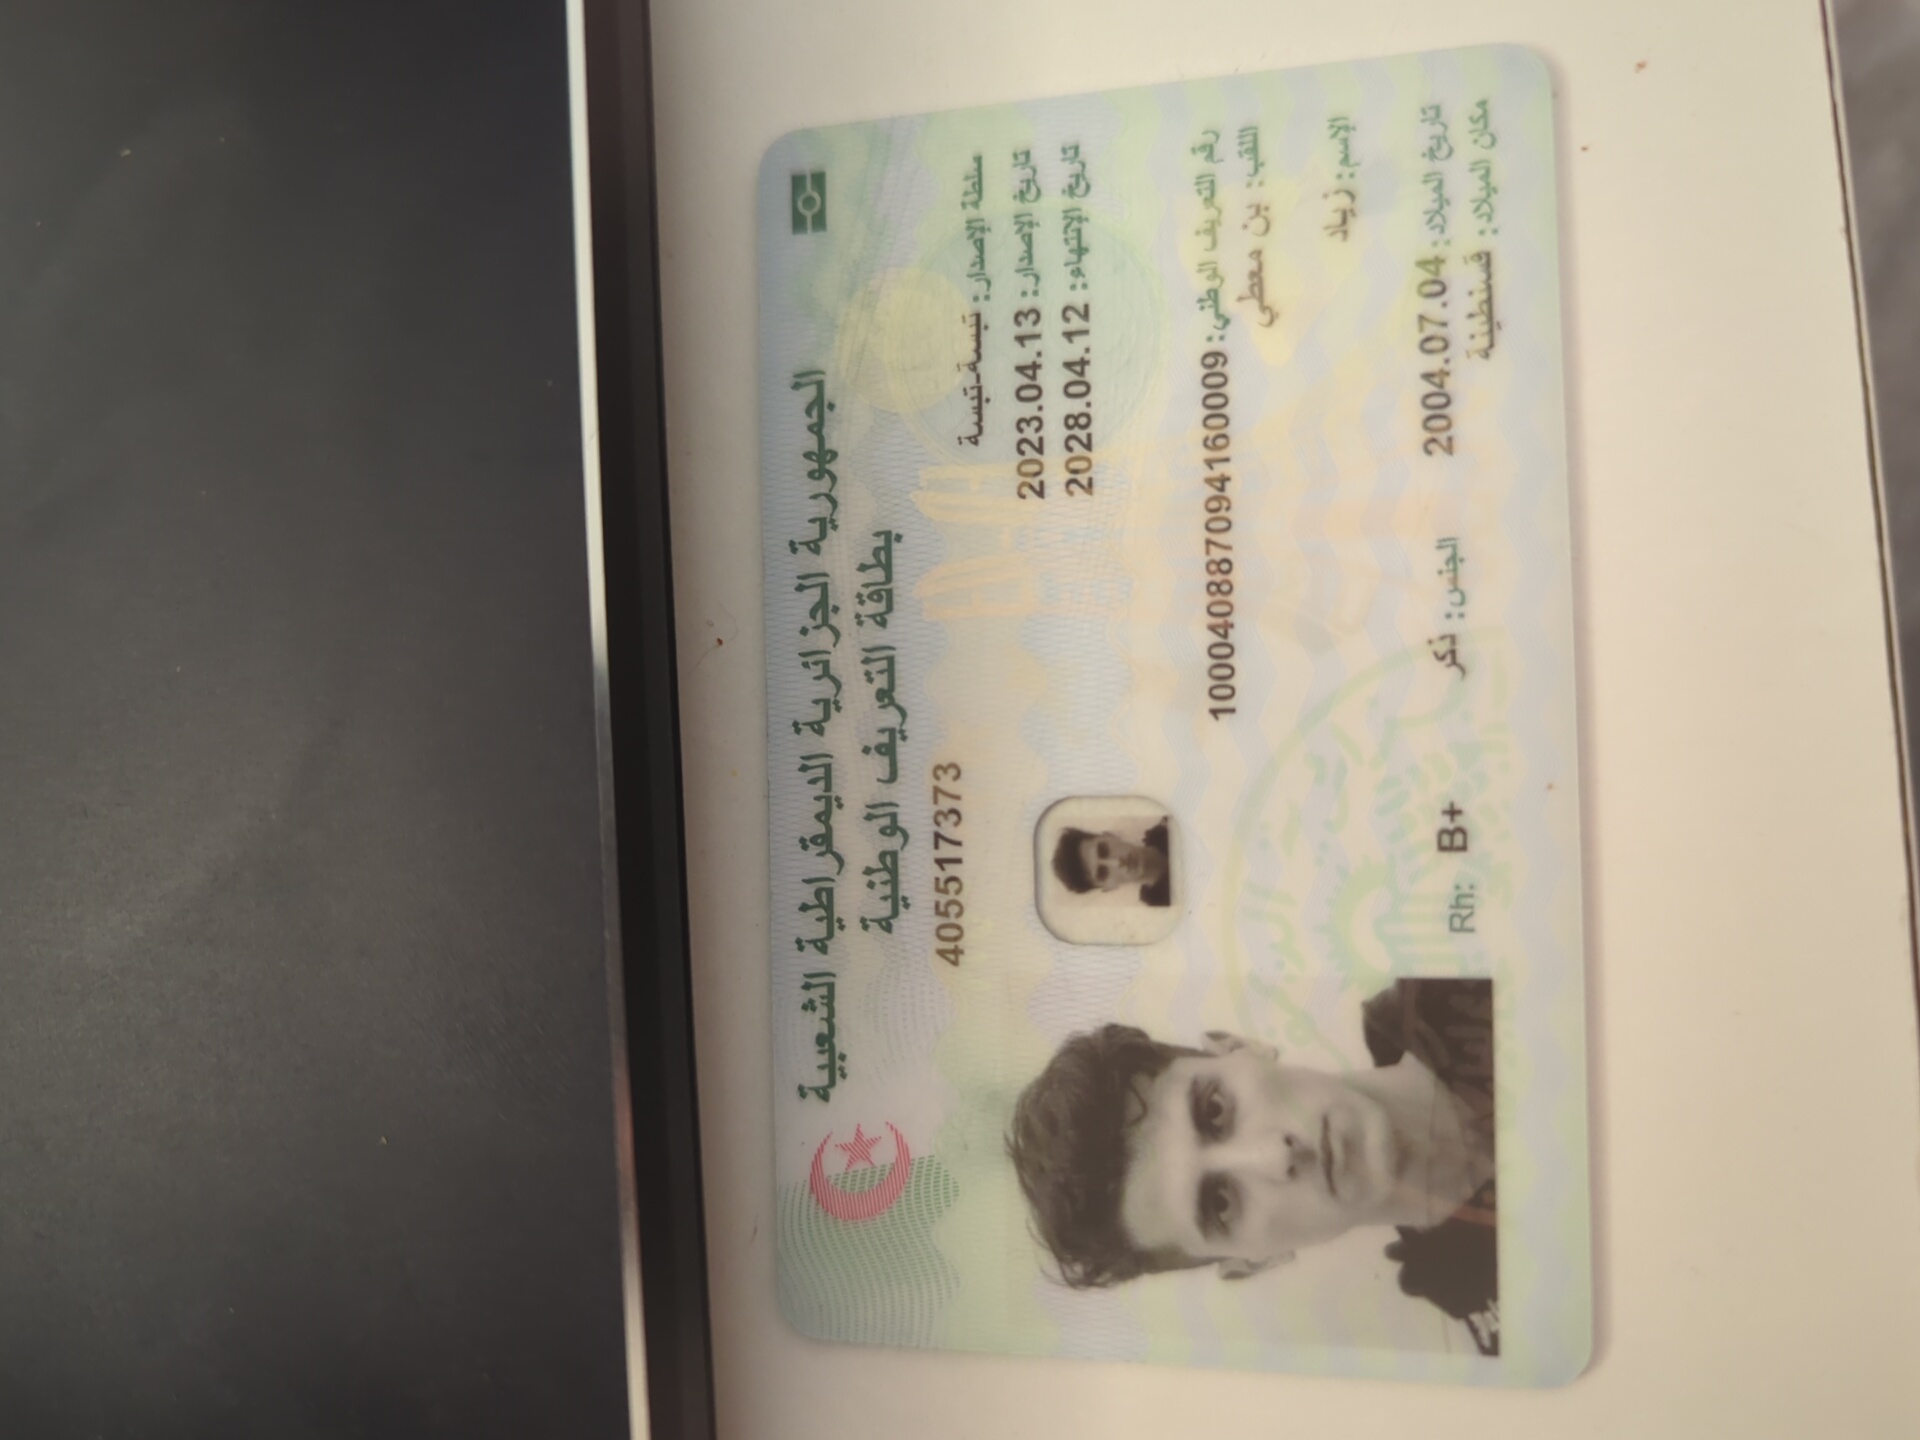 الجمهورية الجزائرية الديمقراطية الشعبية
بطاقة التعريف الوطنية
405517373
سلطة الإصدار: تبسة-تبسة
تاريخ الإصدار: 2023.04.13
تاريخ الإنتهاء: 2028.04.12
رقم التعريف الوطني: 100040887094160009
اللقب: بن معطي
الإسم: زياد
تاريخ الميلاد: 2004.07.04
الجنس: ذكر
Rh: B+
مكان الميلاد: قسنطينة